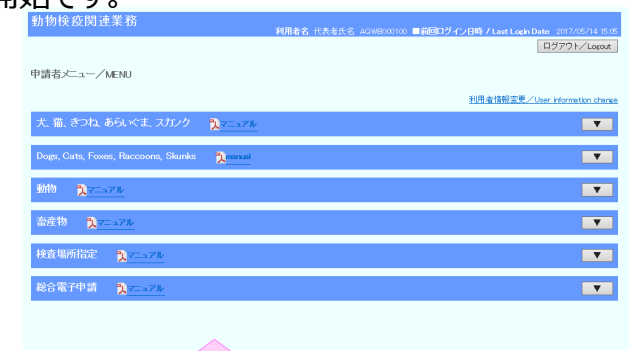 開始です。
動物検疫関連業務
利用者名 代表者氏名 AQWB000100 ■前回ログイン日時 / Last Login Date 2017/05/14 15:05
ログアウト/Logout
申請者メニュー/MENU
利用者情報変更/User information change
犬、猫、きつね、あらいぐま、スカンク マニュアル ▼
Dogs, Cats, Foxes, Raccoons, Skunks manual ▼
動物 マニュアル ▼
畜産物 マニュアル ▼
検査場所指定 マニュアル ▼
総合電子申請 マニュアル ▼